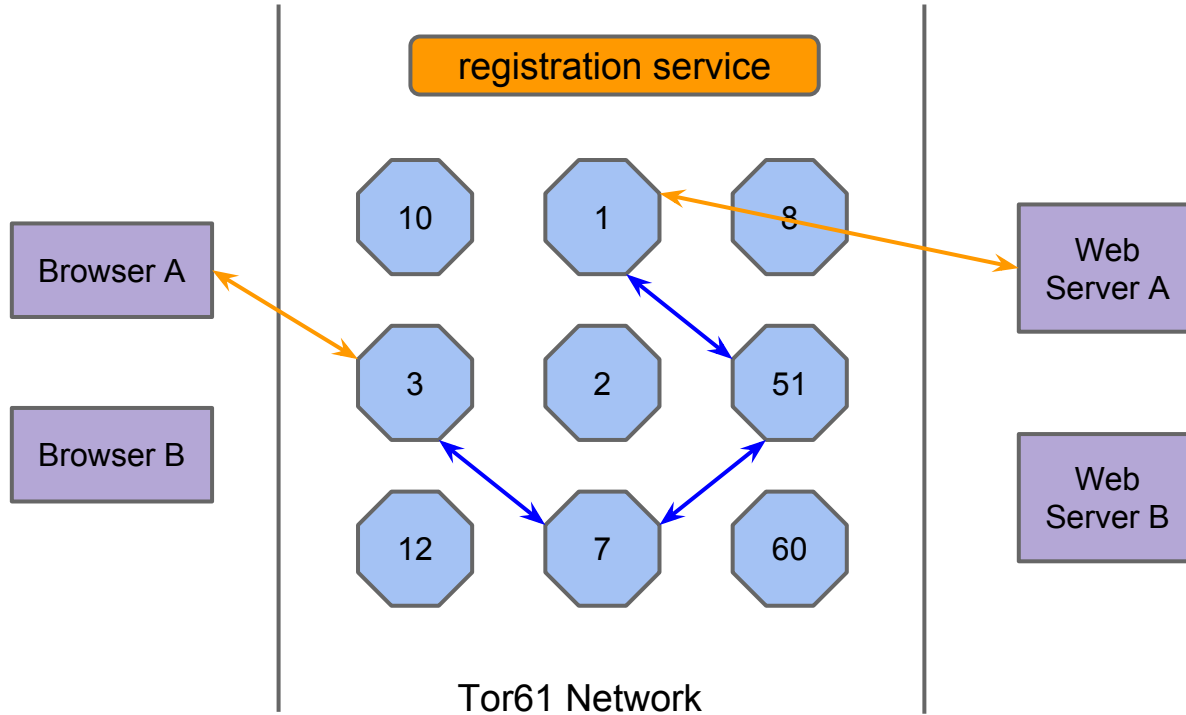 registration service
10
1
8
Browser A
Web
Server A
3
2
51
Browser B
Web
Server B
12
7
60
Tor61 Network